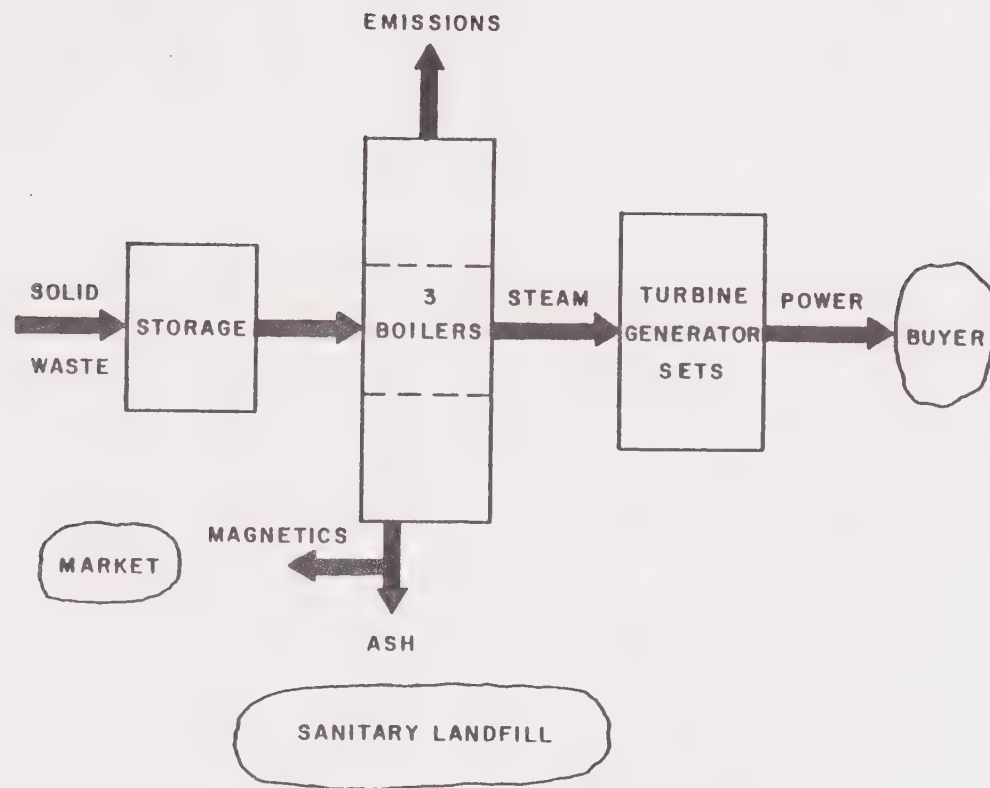 EMISSIONS
SOLID
WASTE
STORAGE
3
BOILERS
STEAM
TURBINE
GENERATOR
SETS
POWER
BUYER
MAGNETICS
MARKET
ASH
SANITARY LANDFILL